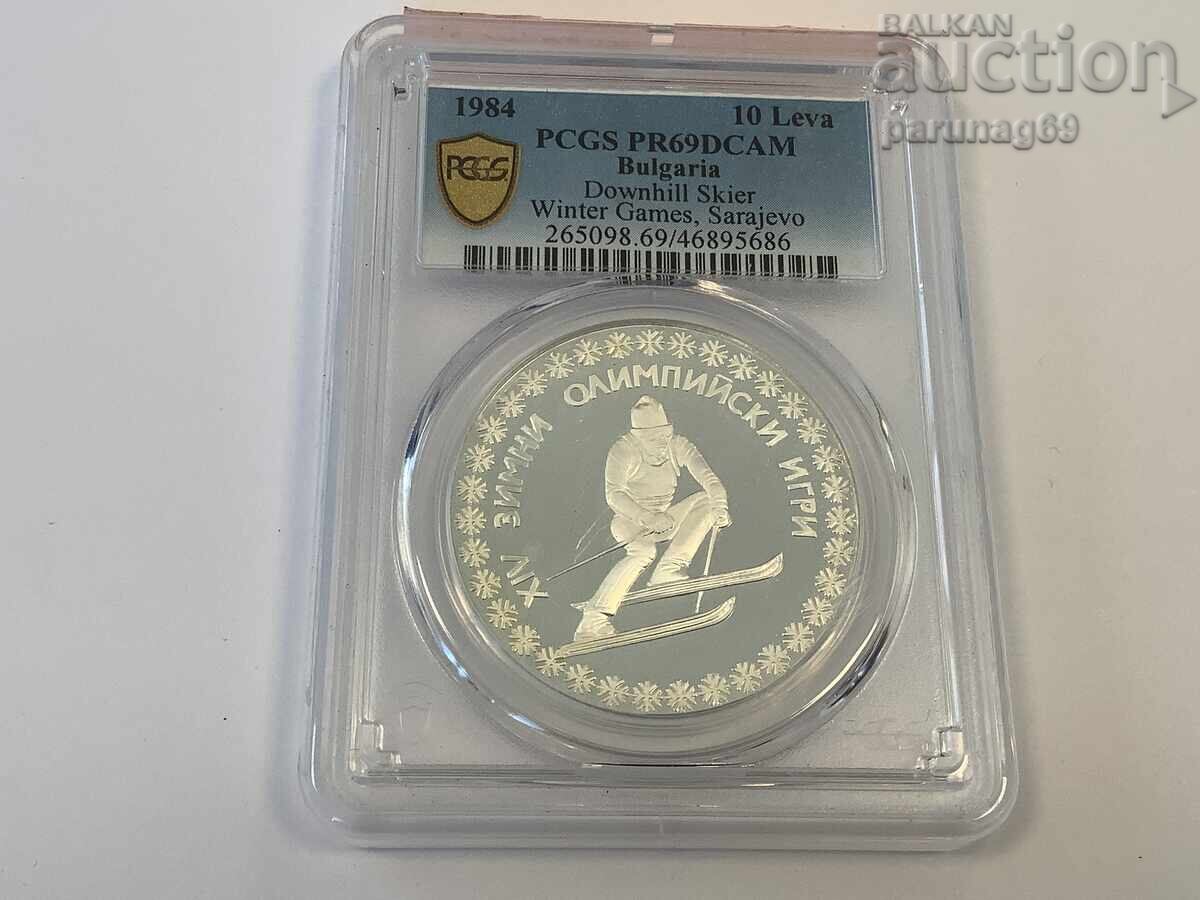 BALKAN
auction
parunag69
1984 10 Leva
PCGS PR69DCAM
Bulgaria
Downhill Skier
Winter Games, Sarajevo
265098.69/46895686
PCGS
XIV ЗИМНИ ОЛИМПИЙСКИ ИГРИ